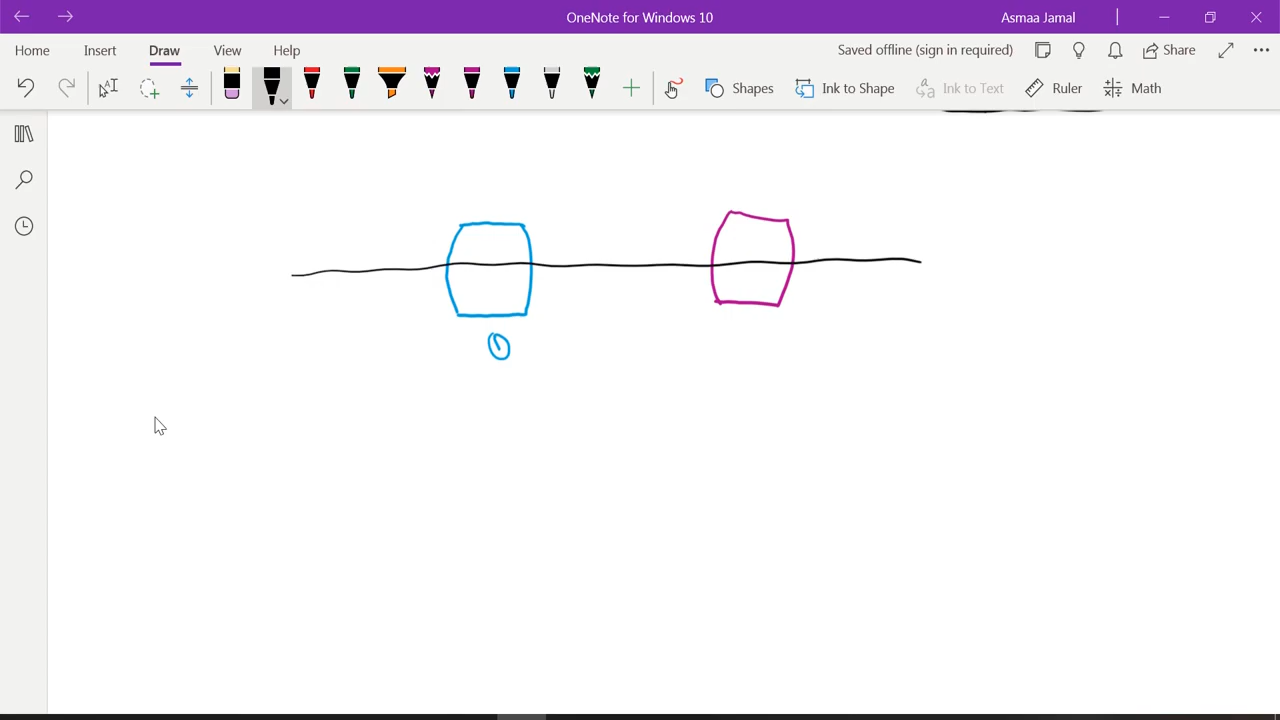 OneNote for Windows 10
Asmaa Jamal
Home Insert Draw View Help
Saved offline (sign in required) Share
Shapes Ink to Shape Ink to Text Ruler Math